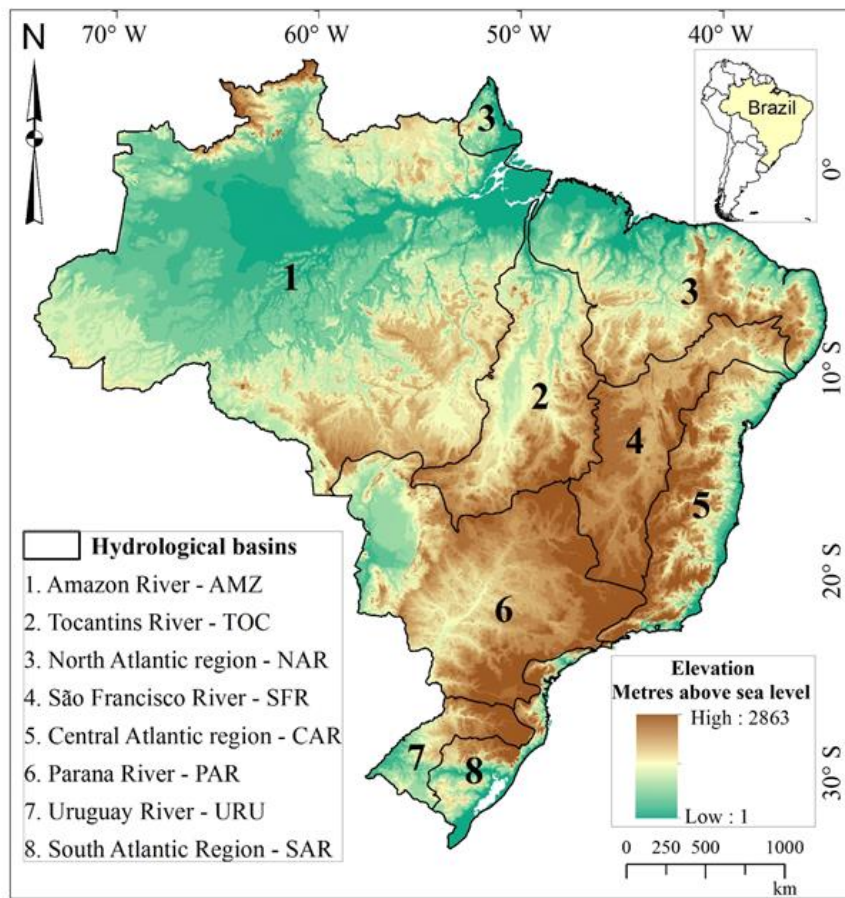 70° W 60° W 50° W 40° W
N
Brazil
3
0°
1
3
10° S
2
4
5
20° S
6
7
8
30° S
Hydrological basins
1. Amazon River - AMZ
2. Tocantins River - TOC
3. North Atlantic region - NAR
4. São Francisco River - SFR
5. Central Atlantic region - CAR
6. Parana River - PAR
7. Uruguay River - URU
8. South Atlantic Region - SAR
Elevation
Metres above sea level
High : 2863
Low : 1
0 250 500 1000
km